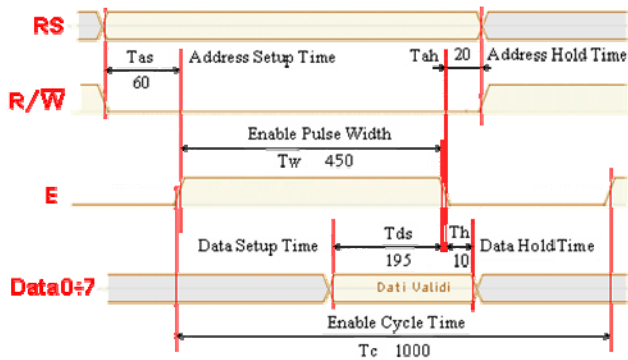 RS
Tas Address Setup Time Tah 20 Address Hold Time
60
R/W
Enable Pulse Width
Tw 450
E
Data Setup Time Tds Th Data HoldTime
195 10
Data0÷7 Dati Validi
Enable Cycle Time
Tc 1000